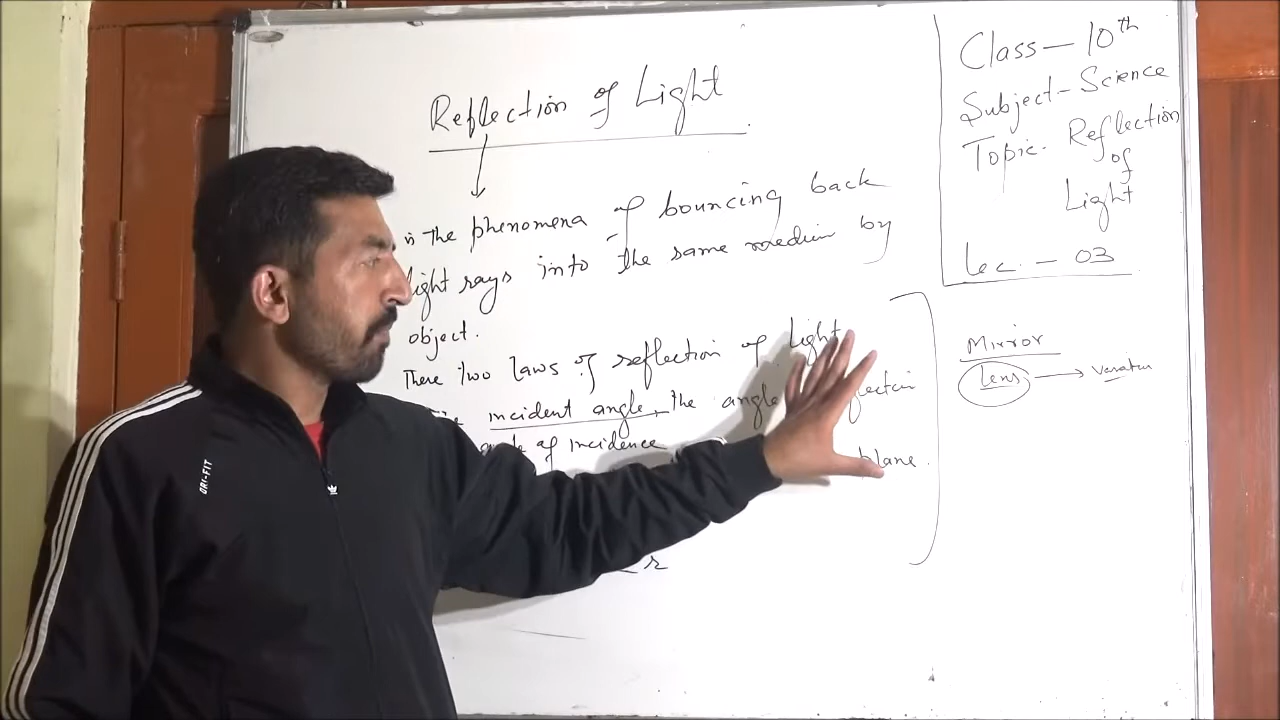 Reflection of Light
is the phenomena of bouncing back
light rays into the same medium by
object.
There two laws of reflection of light
incident angle, the angle
angle of incidence
plane.
r
Class - 10th
Subject - Science
Topic - Reflection
of
Light
Lec. - 03
Mirror
Lens
ORI-FIT